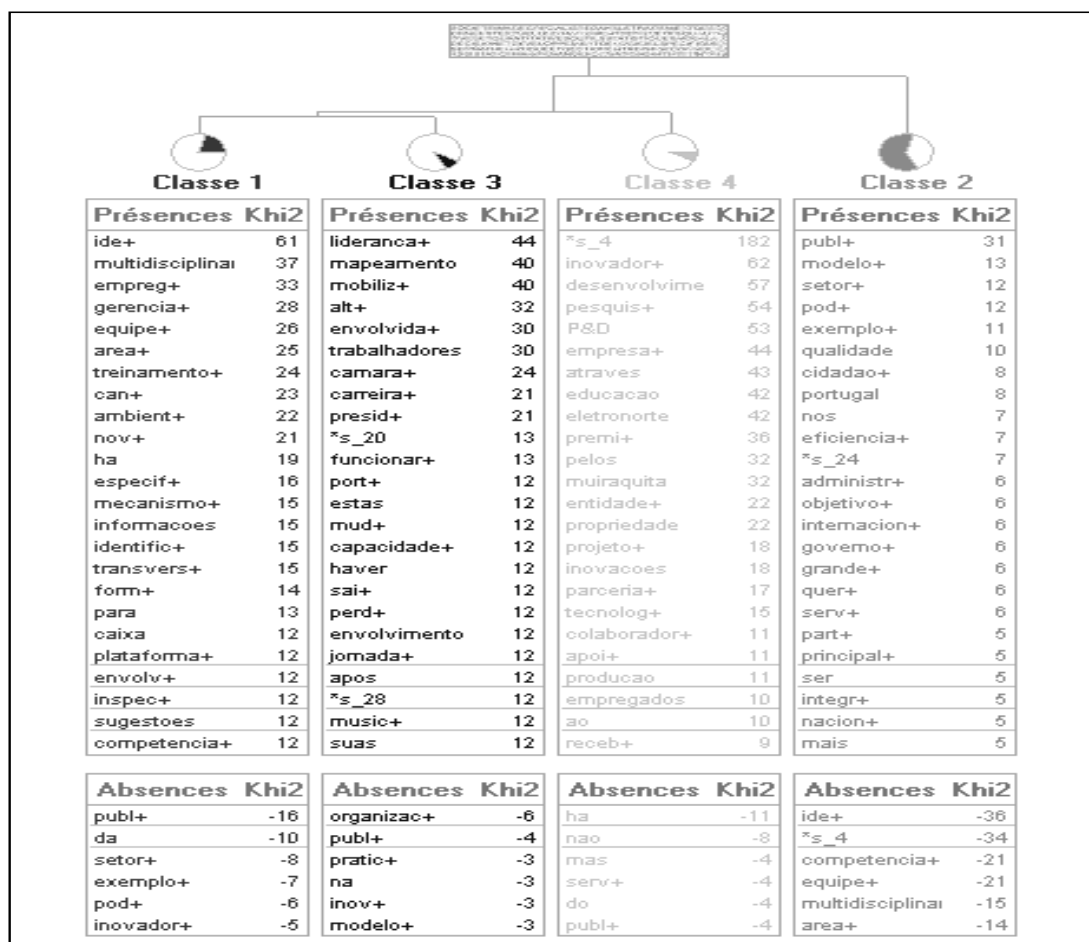 Classe 1
Classe 3
Classe 4
Classe 2
Présences Khi2
ide+ 61
multidisciplinai 37
empreg+ 33
gerencia+ 28
equipe+ 26
area+ 25
treinamento+ 24
can+ 23
ambient+ 22
nov+ 21
ha 19
especif+ 16
mecanismo+ 15
informacoes 15
identific+ 15
transvers+ 15
form+ 14
para 13
caixa 12
plataforma+ 12
envolv+ 12
inspec+ 12
sugestoes 12
competencia+ 12
Présences Khi2
lideranca+ 44
mapeamento 40
mobiliz+ 40
alt+ 32
envolvida+ 30
trabalhadores 30
camara+ 24
carreira+ 21
presid+ 21
*s_20 13
funcionar+ 13
port+ 12
estas 12
mud+ 12
capacidade+ 12
haver 12
sai+ 12
perd+ 12
envolvimento 12
jornada+ 12
apos 12
*s_28 12
music+ 12
suas 12
Présences Khi2
*s_4 182
inovador+ 62
desenvolvime 57
pesquis+ 54
P&D 53
empresa+ 44
atraves 43
educacao 42
eletronorte 42
premi+ 36
pelos 32
muiraquita 32
entidade+ 22
propriedade 22
projeto+ 18
inovacoes 18
parceria+ 17
tecnolog+ 15
colaborador+ 11
apoi+ 11
producao 11
empregados 10
ao 10
receb+ 9
Présences Khi2
publ+ 31
modelo+ 13
setor+ 12
pod+ 12
exemplo+ 11
qualidade 10
cidadao+ 8
portugal 8
nos 7
eficiencia+ 7
*s_24 7
administr+ 6
objetivo+ 6
internacion+ 6
governo+ 6
grande+ 6
quer+ 6
serv+ 6
part+ 5
principal+ 5
ser 5
integr+ 5
nacion+ 5
mais 5
Absences Khi2
publ+ -16
da -10
setor+ -8
exemplo+ -7
pod+ -6
inovador+ -5
Absences Khi2
organizac+ -6
publ+ -4
pratic+ -3
na -3
inov+ -3
modelo+ -3
Absences Khi2
ha -11
nao -8
mas -4
serv+ -4
do -4
publ+ -4
Absences Khi2
ide+ -36
*s_4 -34
competencia+ -21
equipe+ -21
multidisciplinai -15
area+ -14